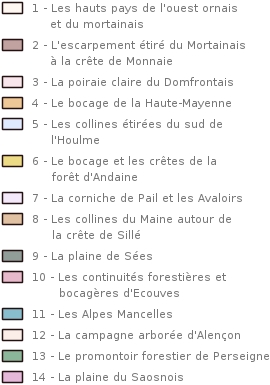 1 - Les hauts pays de l'ouest ornais
et du mortainais
2 - L'escarpement étiré du Mortainais
à la crête de Monnaie
3 - La poiraie claire du Domfrontais
4 - Le bocage de la Haute-Mayenne
5 - Les collines étirées du sud de
l'Houlme
6 - Le bocage et les crêtes de la
forêt d'Andaine
7 - La corniche de Pail et les Avaloirs
8 - Les collines du Maine autour de
la crête de Sillé
9 - La plaine de Sées
10 - Les continuités forestières et
bocagères d'Ecouves
11 - Les Alpes Mancelles
12 - La campagne arborée d'Alençon
13 - Le promontoir forestier de Perseigne
14 - La plaine du Saosnois